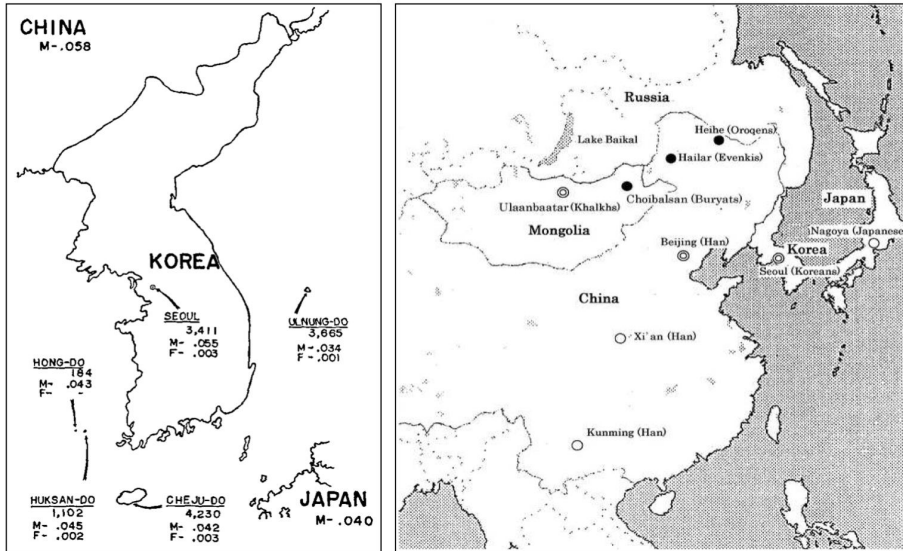 CHINA
M-.058
KOREA
SEOUL
3,411
M- .055
F- .003
ULNUNG-DO
3,665
M-.034
F-.001
HONG-DO
184
M- .043
F- -
HUKSAN-DO
1,102
M-.045
F- .002
CHEJU-DO
4,230
M- .042
F- .003
JAPAN
M-.040
Russia
Lake Baikal
Heihe (Oroqens)
Hailar (Evenkis)
Choibalsan (Buryats)
Ulaanbaatar (Khalkhs)
Mongolia
Japan
Nagoya (Japanese
Beijing (Han)
Korea
Seoul (Koreans)
China
Xi'an (Han)
Kunming (Han)